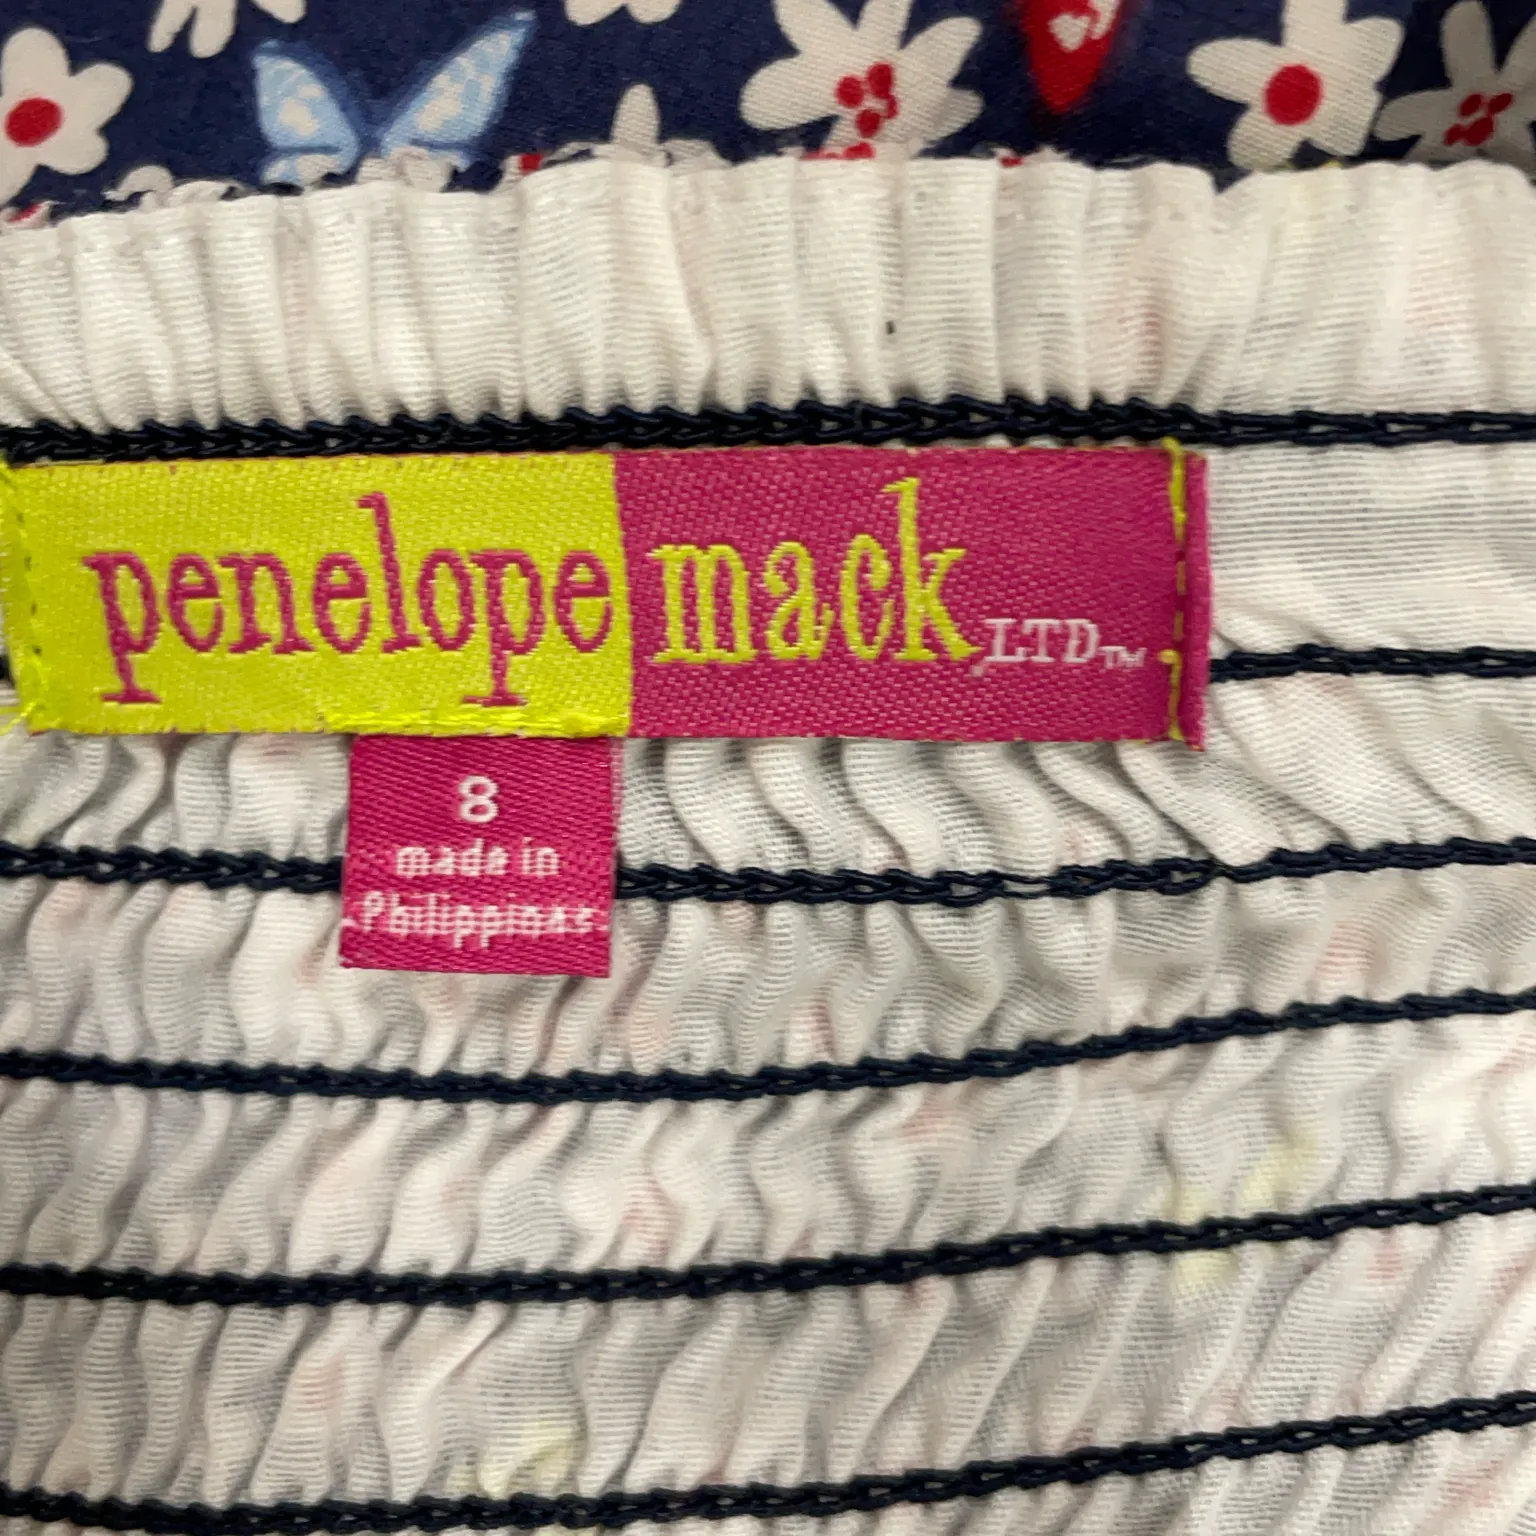 penelope mack LTD™
8
made in
Philippines